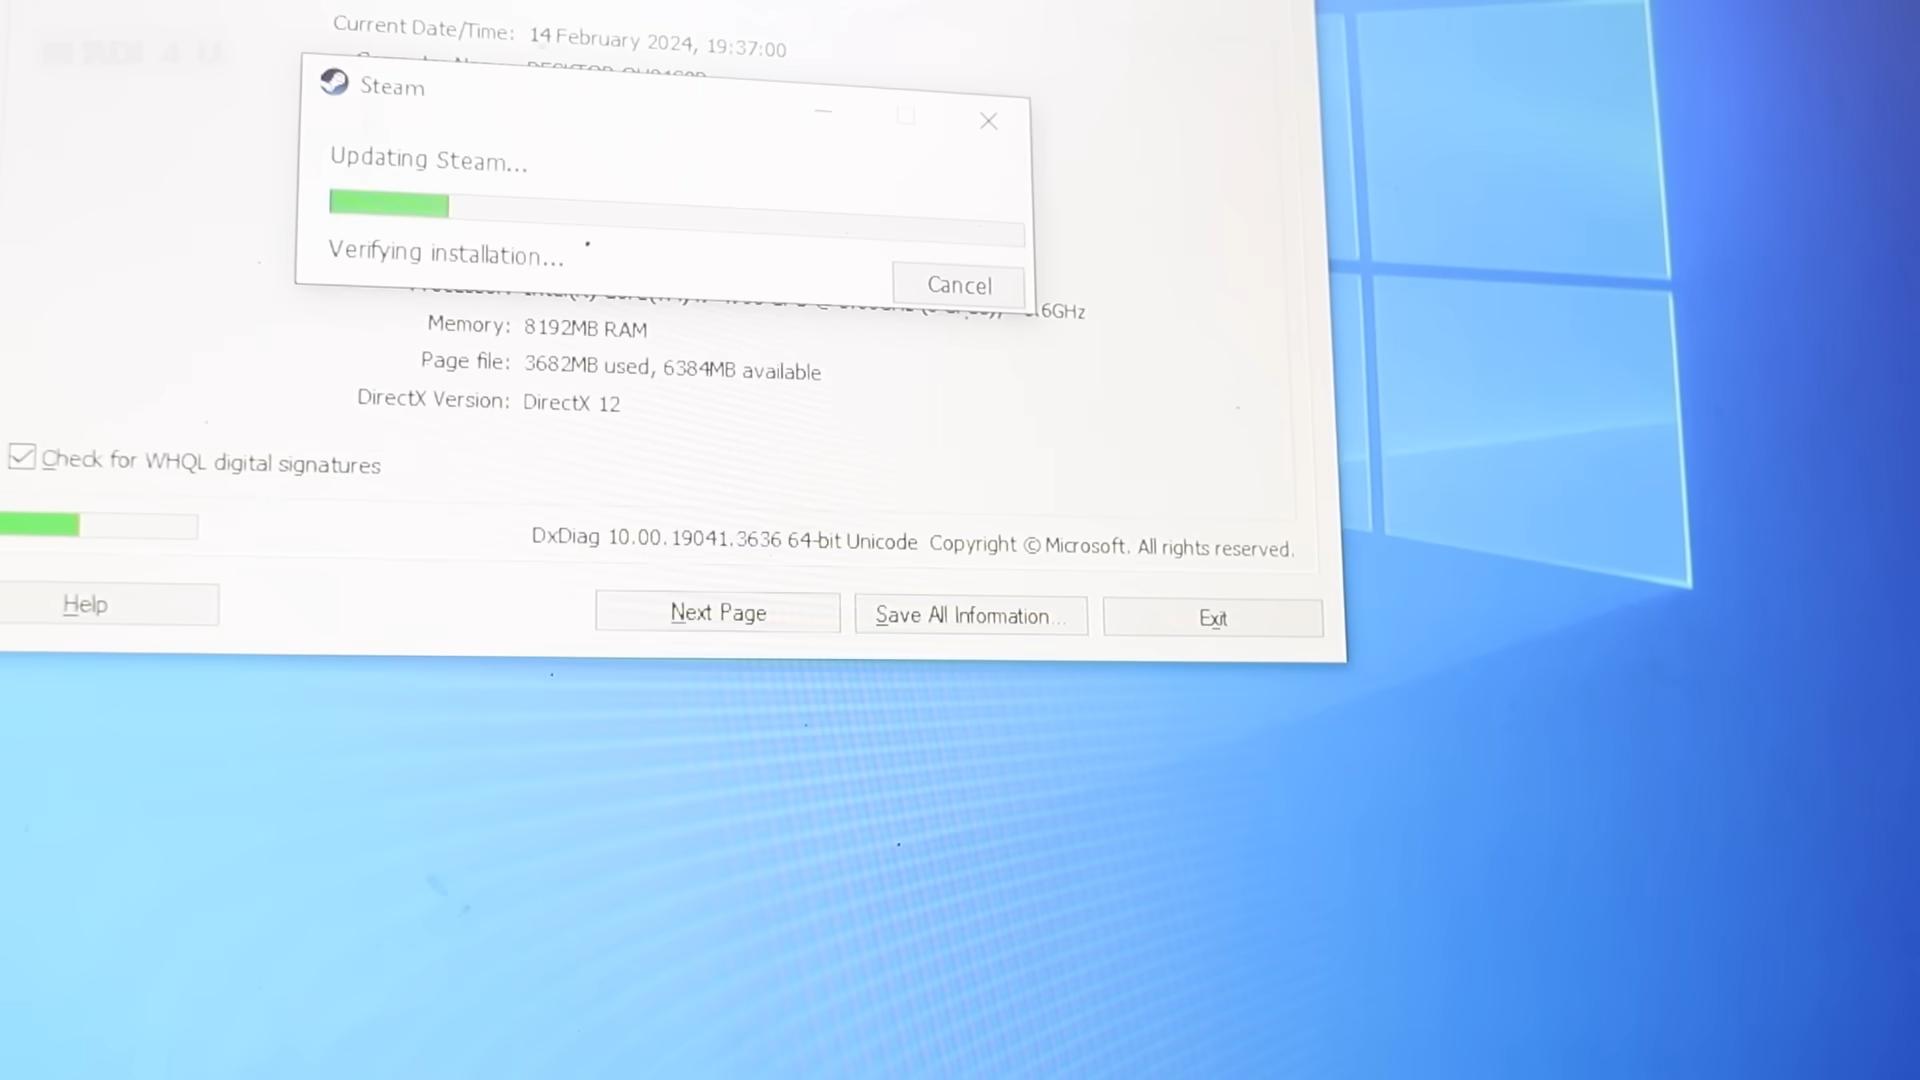 Current Date/Time: 14 February 2024, 19:37:00
Steam
Updating Steam...
Verifying installation...
Cancel
6GHz
Memory: 8192MB RAM
Page file: 3682MB used, 6384MB available
DirectX Version: DirectX 12
Check for WHQL digital signatures
DxDiag 10.00.19041.3636 64-bit Unicode Copyright © Microsoft. All rights reserved.
Help
Next Page
Save All Information...
Exit